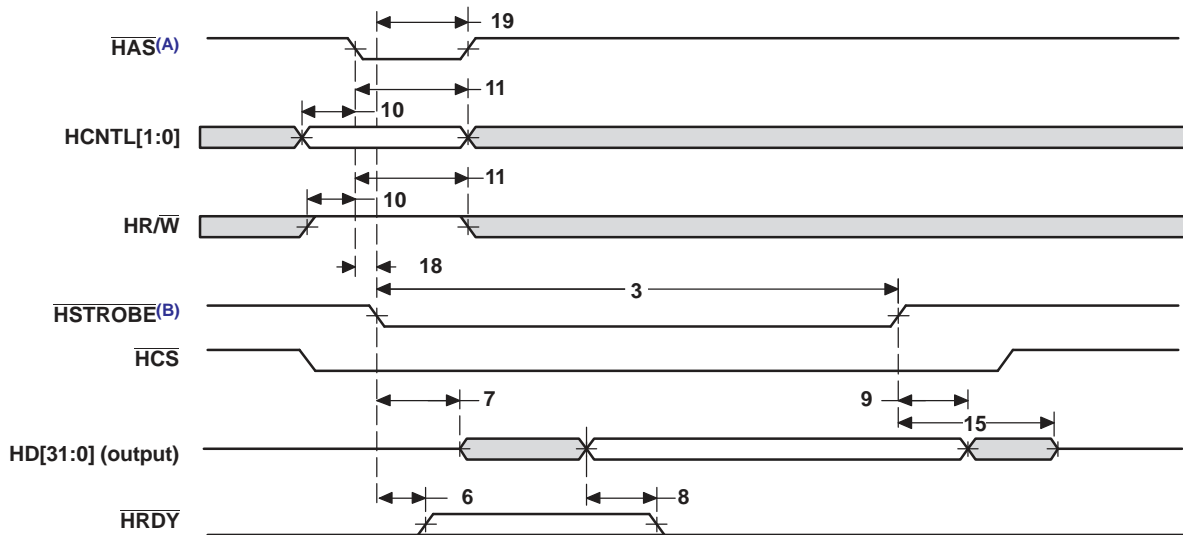 19
HAS(A)
11
10
HCNTL[1:0]
11
10
HR/W
18
3
HSTROBE(B)
HCS
7
9
15
HD[31:0] (output)
6
8
HRDY